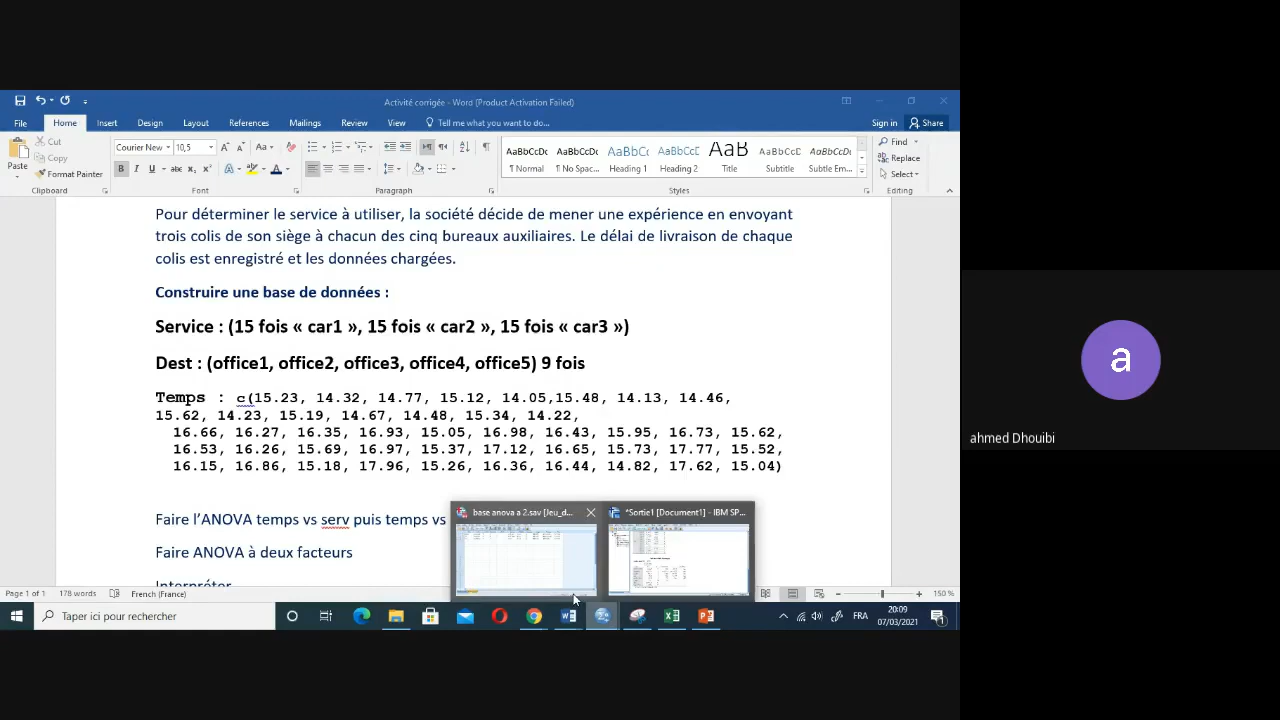 Activité corrigée - Word (Product Activation Failed)
File Home Insert Design Layout References Mailings Review View Tell me what you want to do... Sign in Share
Paste
Cut
Copy
Format Painter
Clipboard
Courier New 10,5
Font
Paragraph
AaBbCcDc AaBbCcDc AaBbCc AaBbCcD AaB AaBbCcD AaBbCcDc
¶ Normal ¶ No Spac... Heading 1 Heading 2 Title Subtitle Subtle Em...
Styles
Find
Replace
Select
Editing
Pour déterminer le service à utiliser, la société décide de mener une expérience en envoyant
trois colis de son siège à chacun des cinq bureaux auxiliaires. Le délai de livraison de chaque
colis est enregistré et les données chargées.
Construire une base de données :
Service : (15 fois « car1 », 15 fois « car2 », 15 fois « car3 »)
Dest : (office1, office2, office3, office4, office5) 9 fois
Temps : c(15.23, 14.32, 14.77, 15.12, 14.05,15.48, 14.13, 14.46,
15.62, 14.23, 15.19, 14.67, 14.48, 15.34, 14.22,
16.66, 16.27, 16.35, 16.93, 15.05, 16.98, 16.43, 15.95, 16.73, 15.62,
16.53, 16.26, 15.69, 16.97, 15.37, 17.12, 16.65, 15.73, 17.77, 15.52,
16.15, 16.86, 15.18, 17.96, 15.26, 16.36, 16.44, 14.82, 17.62, 15.04)
Faire l'ANOVA temps vs serv puis temps vs
Faire ANOVA à deux facteurs
Interpréter
base anova a 2.sav [Jeu_d...
*Sortie1 [Document1] - IBM SP...
Page 1 of 1 178 words French (France) 150 %
Taper ici pour rechercher
FRA
20:09
07/03/2021
a
ahmed Dhouibi